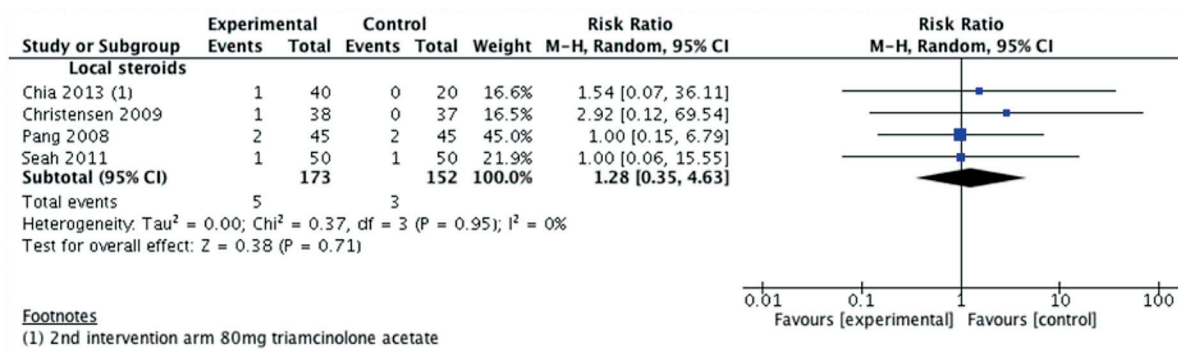 Experimental Control Risk Ratio Risk Ratio
Study or Subgroup Events Total Events Total Weight M-H, Random, 95% CI M-H, Random, 95% CI
Local steroids
Chia 2013 (1) 1 40 0 20 16.6% 1.54 [0.07, 36.11]
Christensen 2009 1 38 0 37 16.5% 2.92 [0.12, 69.54]
Pang 2008 2 45 2 45 45.0% 1.00 [0.15, 6.79]
Seah 2011 1 50 1 50 21.9% 1.00 [0.06, 15.55]
Subtotal (95% CI) 173 152 100.0% 1.28 [0.35, 4.63]
Total events 5 3
Heterogeneity: Tau² = 0.00; Chi² = 0.37, df = 3 (P = 0.95); I² = 0%
Test for overall effect: Z = 0.38 (P = 0.71)
0.01 0.1 1 10 100
Favours [experimental] Favours [control]
Footnotes
(1) 2nd intervention arm 80mg triamcinolone acetate